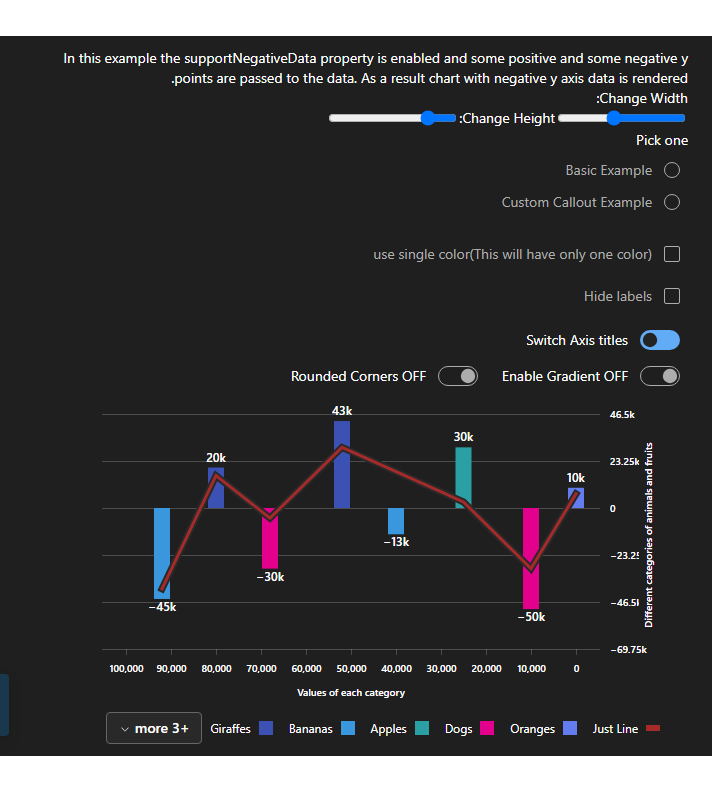 In this example the supportNegativeData property is enabled and some positive and some negative y
.points are passed to the data. As a result chart with negative y axis data is rendered
:Change Width
:Change Height
Pick one
Basic Example
Custom Callout Example
use single color(This will have only one color)
Hide labels
Switch Axis titles
Rounded Corners OFF Enable Gradient OFF
43k 46.5k
30k
20k 23.25k
10k
0
−13k
−23.2
−30k
−45k −46.5
−50k
−69.75k
Different categories of animals and fruits
100,000 90,000 80,000 70,000 60,000 50,000 40,000 30,000 20,000 10,000 0
Values of each category
more 3+ Giraffes Bananas Apples Dogs Oranges Just Line